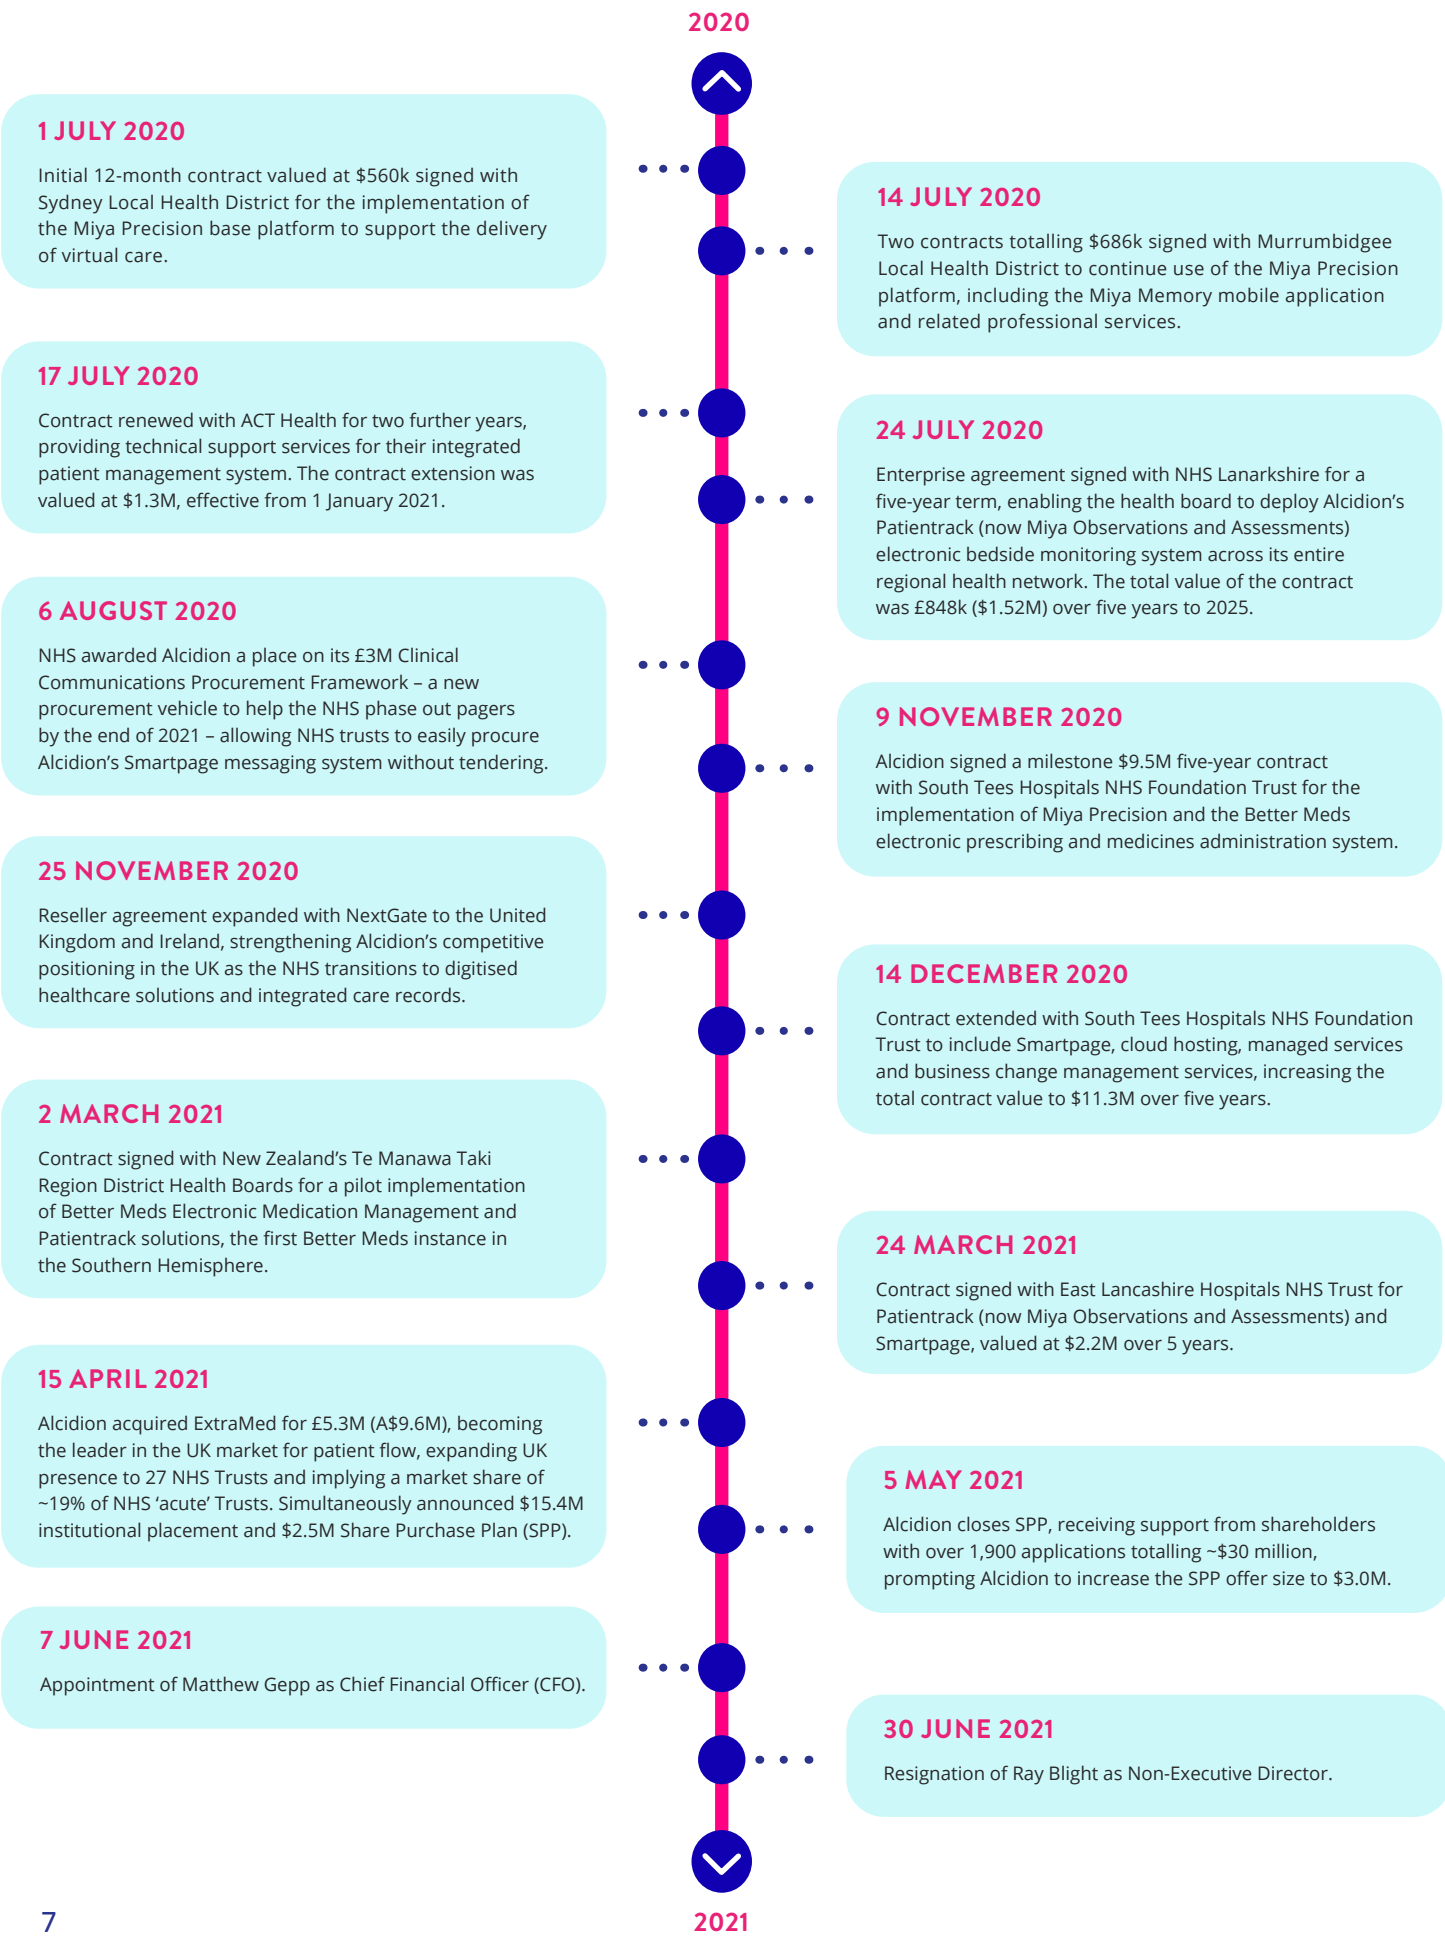 2020
1 JULY 2020
Initial 12-month contract valued at $560k signed with
Sydney Local Health District for the implementation of
the Miya Precision base platform to support the delivery
of virtual care.
14 JULY 2020
Two contracts totalling $686k signed with Murrumbidgee
Local Health District to continue use of the Miya Precision
platform, including the Miya Memory mobile application
and related professional services.
17 JULY 2020
Contract renewed with ACT Health for two further years,
providing technical support services for their integrated
patient management system. The contract extension was
valued at $1.3M, effective from 1 January 2021.
24 JULY 2020
Enterprise agreement signed with NHS Lanarkshire for a
five-year term, enabling the health board to deploy Alcidion’s
Patientrack (now Miya Observations and Assessments)
electronic bedside monitoring system across its entire
regional health network. The total value of the contract
was £848k ($1.52M) over five years to 2025.
6 AUGUST 2020
NHS awarded Alcidion a place on its £3M Clinical
Communications Procurement Framework – a new
procurement vehicle to help the NHS phase out pagers
by the end of 2021 – allowing NHS trusts to easily procure
Alcidion’s Smartpage messaging system without tendering.
9 NOVEMBER 2020
Alcidion signed a milestone $9.5M five-year contract
with South Tees Hospitals NHS Foundation Trust for the
implementation of Miya Precision and the Better Meds
electronic prescribing and medicines administration system.
25 NOVEMBER 2020
Reseller agreement expanded with NextGate to the United
Kingdom and Ireland, strengthening Alcidion’s competitive
positioning in the UK as the NHS transitions to digitised
healthcare solutions and integrated care records.
14 DECEMBER 2020
Contract extended with South Tees Hospitals NHS Foundation
Trust to include Smartpage, cloud hosting, managed services
and business change management services, increasing the
total contract value to $11.3M over five years.
2 MARCH 2021
Contract signed with New Zealand’s Te Manawa Taki
Region District Health Boards for a pilot implementation
of Better Meds Electronic Medication Management and
Patientrack solutions, the first Better Meds instance in
the Southern Hemisphere.
24 MARCH 2021
Contract signed with East Lancashire Hospitals NHS Trust for
Patientrack (now Miya Observations and Assessments) and
Smartpage, valued at $2.2M over 5 years.
15 APRIL 2021
Alcidion acquired ExtraMed for £5.3M (A$9.6M), becoming
the leader in the UK market for patient flow, expanding UK
presence to 27 NHS Trusts and implying a market share of
~19% of NHS ‘acute’ Trusts. Simultaneously announced $15.4M
institutional placement and $2.5M Share Purchase Plan (SPP).
5 MAY 2021
Alcidion closes SPP, receiving support from shareholders
with over 1,900 applications totalling ~$30 million,
prompting Alcidion to increase the SPP offer size to $3.0M.
7 JUNE 2021
Appointment of Matthew Gepp as Chief Financial Officer (CFO).
30 JUNE 2021
Resignation of Ray Blight as Non-Executive Director.
2021
7